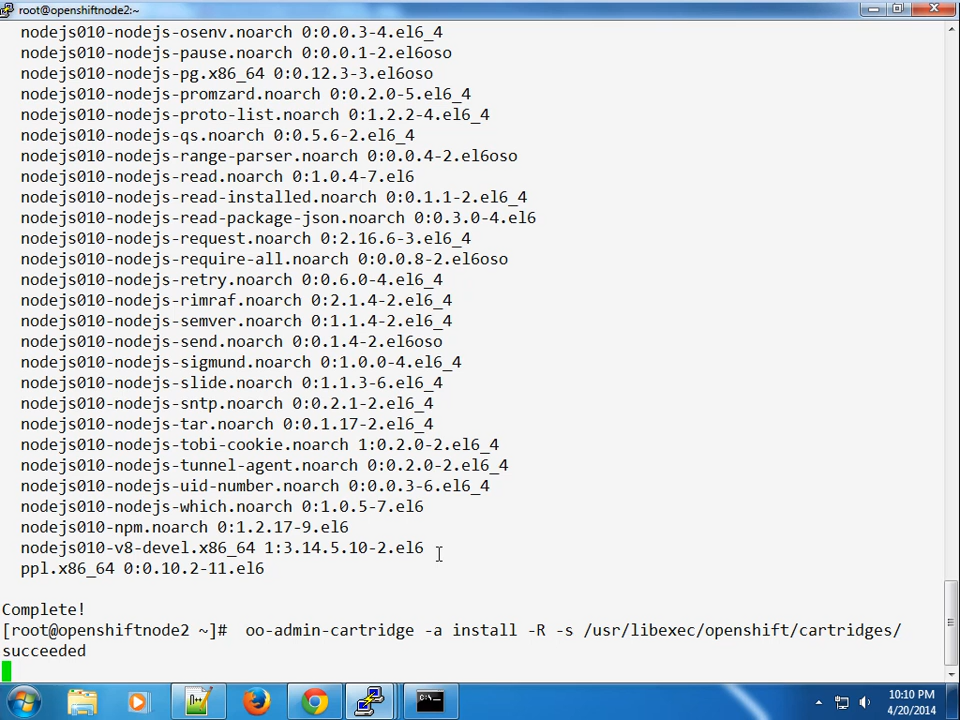 root@openshiftnode2:~
nodejs010-nodejs-osenv.noarch 0:0.0.3-4.el6_4
nodejs010-nodejs-pause.noarch 0:0.0.1-2.el6oso
nodejs010-nodejs-pg.x86_64 0:0.12.3-3.el6oso
nodejs010-nodejs-promzard.noarch 0:0.2.0-5.el6_4
nodejs010-nodejs-proto-list.noarch 0:1.2.2-4.el6_4
nodejs010-nodejs-qs.noarch 0:0.5.6-2.el6_4
nodejs010-nodejs-range-parser.noarch 0:0.0.4-2.el6oso
nodejs010-nodejs-read.noarch 0:1.0.4-7.el6
nodejs010-nodejs-read-installed.noarch 0:0.1.1-2.el6_4
nodejs010-nodejs-read-package-json.noarch 0:0.3.0-4.el6
nodejs010-nodejs-request.noarch 0:2.16.6-3.el6_4
nodejs010-nodejs-require-all.noarch 0:0.0.8-2.el6oso
nodejs010-nodejs-retry.noarch 0:0.6.0-4.el6_4
nodejs010-nodejs-rimraf.noarch 0:2.1.4-2.el6_4
nodejs010-nodejs-semver.noarch 0:1.1.4-2.el6_4
nodejs010-nodejs-send.noarch 0:0.1.4-2.el6oso
nodejs010-nodejs-sigmund.noarch 0:1.0.0-4.el6_4
nodejs010-nodejs-slide.noarch 0:1.1.3-6.el6_4
nodejs010-nodejs-sntp.noarch 0:0.2.1-2.el6_4
nodejs010-nodejs-tar.noarch 0:0.1.17-2.el6_4
nodejs010-nodejs-tobi-cookie.noarch 1:0.2.0-2.el6_4
nodejs010-nodejs-tunnel-agent.noarch 0:0.2.0-2.el6_4
nodejs010-nodejs-uid-number.noarch 0:0.0.3-6.el6_4
nodejs010-nodejs-which.noarch 0:1.0.5-7.el6
nodejs010-npm.noarch 0:1.2.17-9.el6
nodejs010-v8-devel.x86_64 1:3.14.5.10-2.el6
ppl.x86_64 0:0.10.2-11.el6
Complete!
[root@openshiftnode2 ~]#  oo-admin-cartridge -a install -R -s /usr/libexec/openshift/cartridges/
succeeded
10:10 PM
4/20/2014